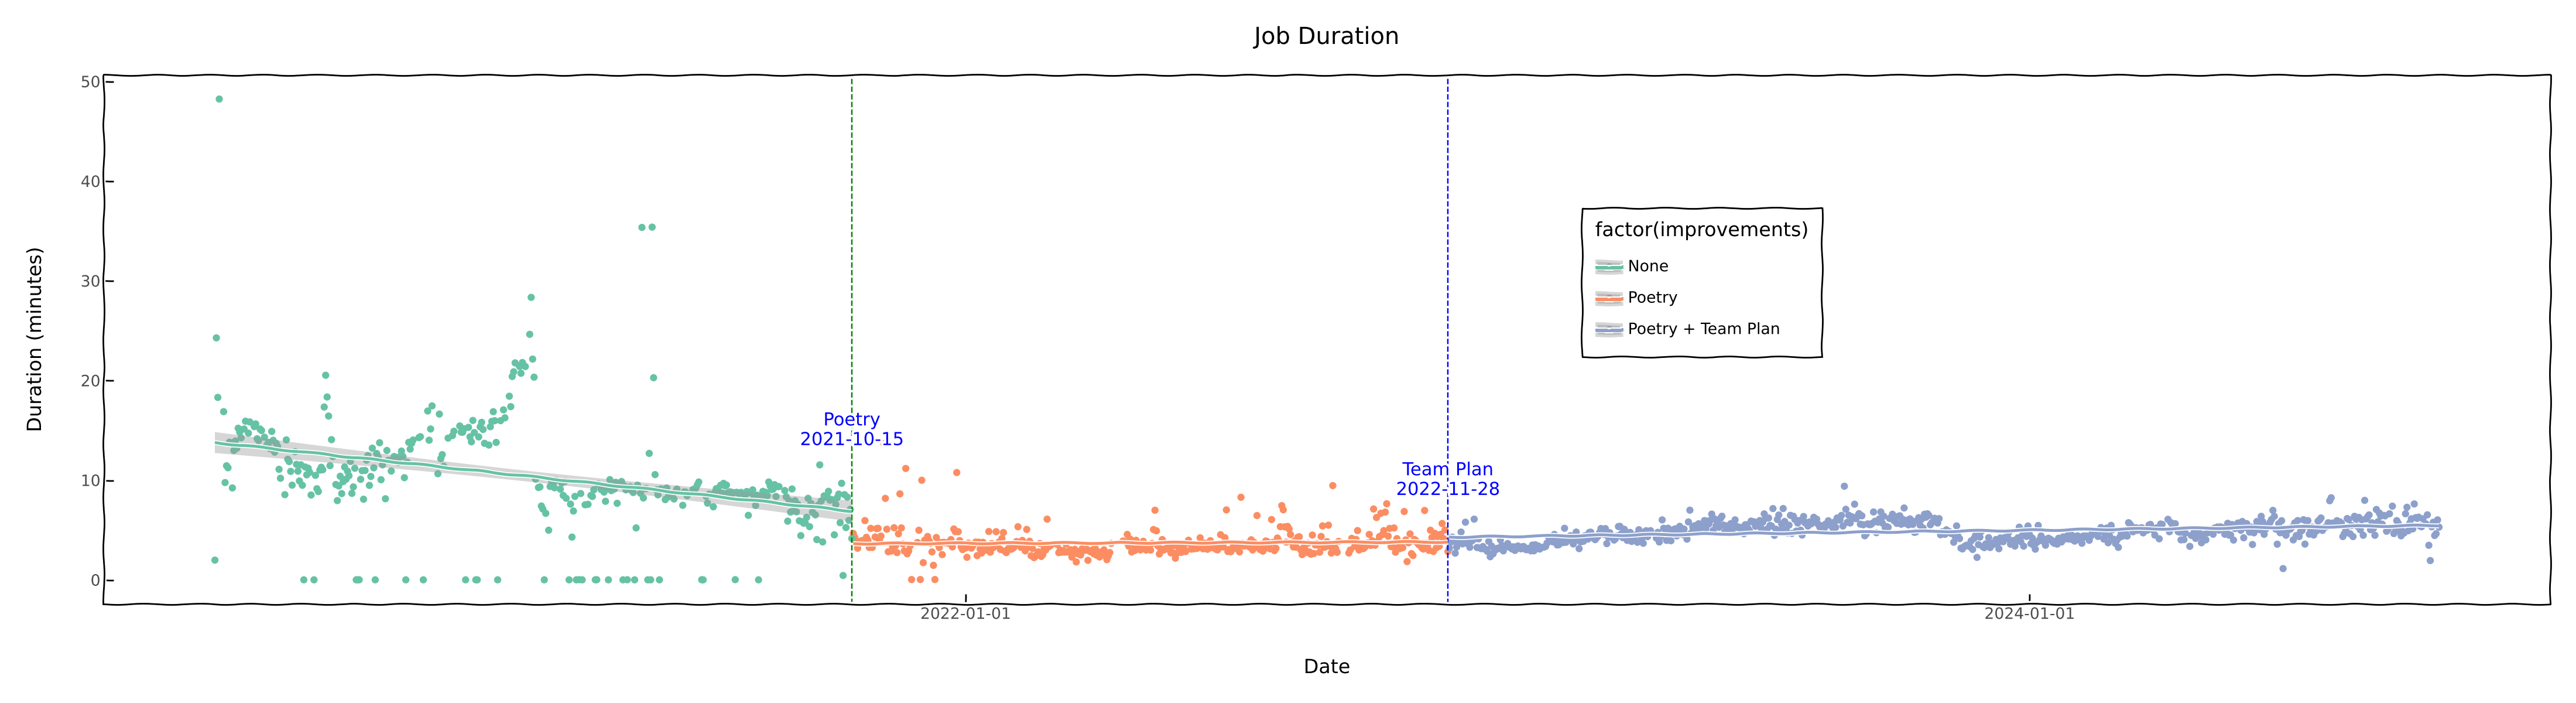 Job Duration
Duration (minutes)
50
40
30
20
10
0
Poetry
2021-10-15
Team Plan
2022-11-28
factor(improvements)
None
Poetry
Poetry + Team Plan
2022-01-01
2024-01-01
Date